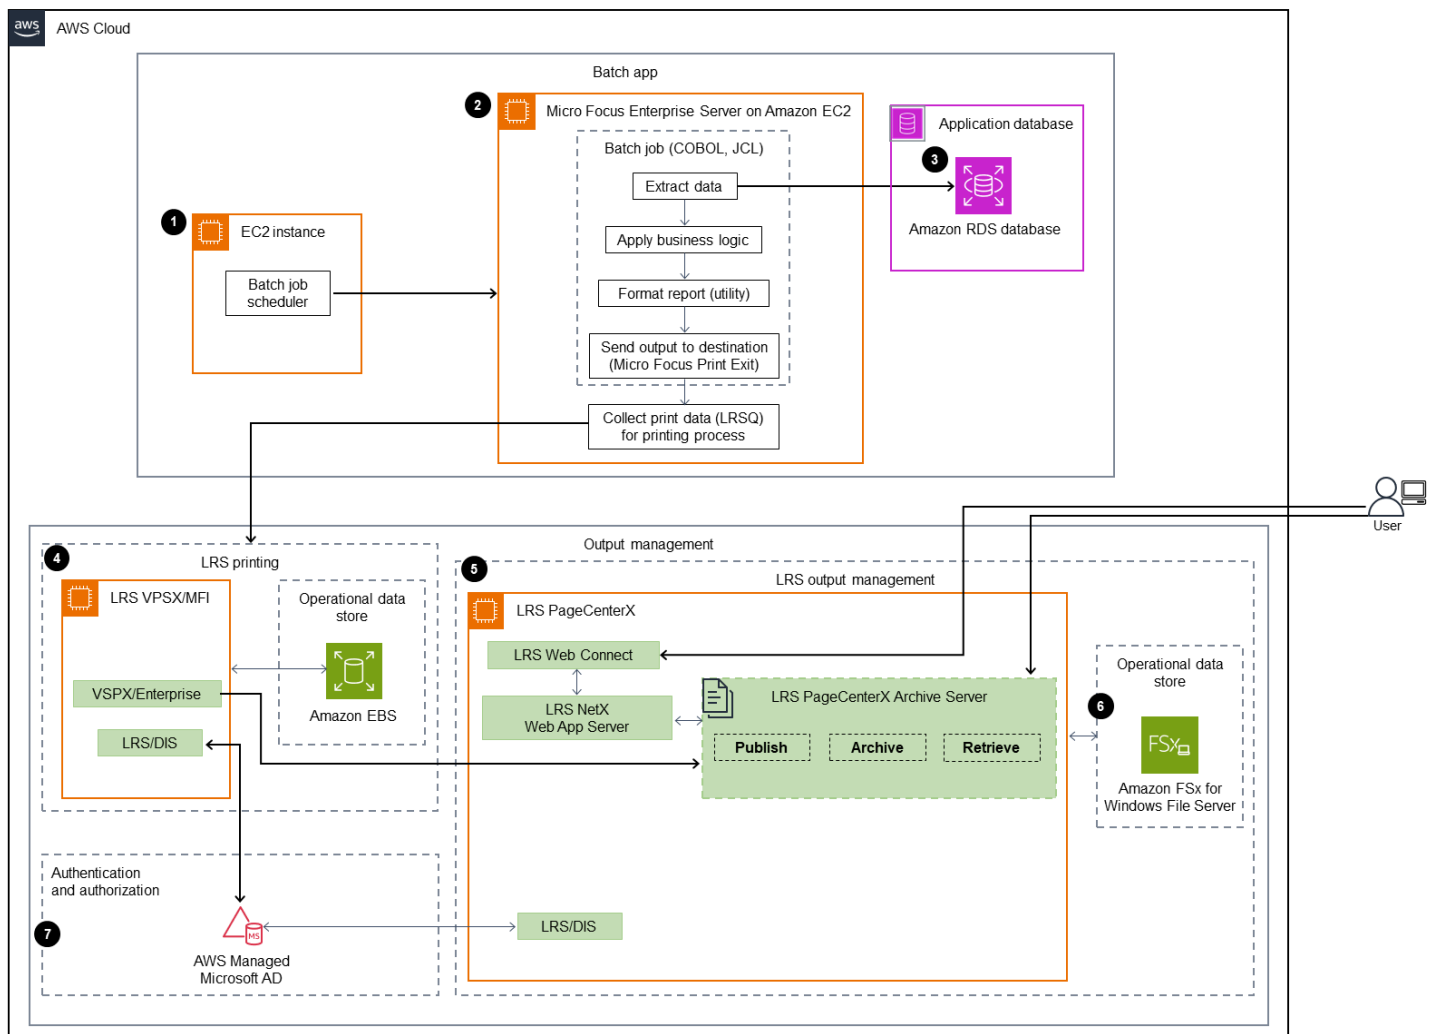 aws
AWS Cloud
Batch app
2
Micro Focus Enterprise Server on Amazon EC2
Batch job (COBOL, JCL)
Extract data
Apply business logic
Format report (utility)
Send output to destination
(Micro Focus Print Exit)
Collect print data (LRSQ)
for printing process
Application database
3
Amazon RDS database
1
EC2 instance
Batch job
scheduler
User
Output management
4
LRS printing
LRS VPSX/MFI
VSPX/Enterprise
LRS/DIS
Operational data
store
Amazon EBS
5
LRS output management
LRS PageCenterX
LRS Web Connect
LRS NetX
Web App Server
LRS PageCenterX Archive Server
Publish
Archive
Retrieve
Operational data
store
6
FSx
Amazon FSx for
Windows File Server
Authentication
and authorization
7
MS
AWS Managed
Microsoft AD
LRS/DIS